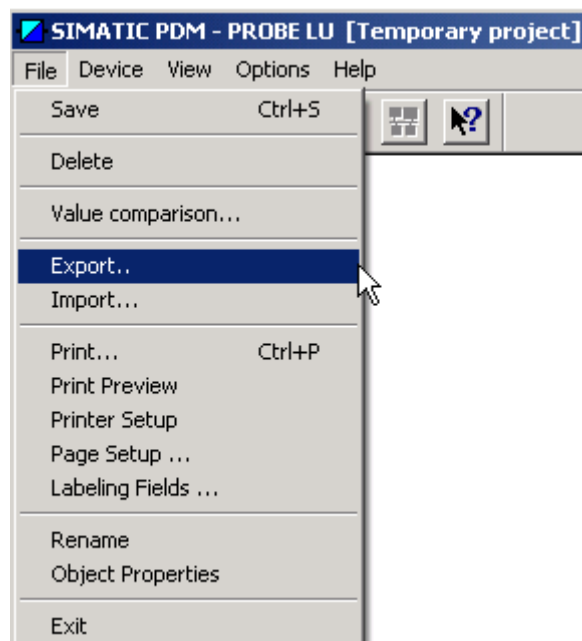 SIMATIC PDM - PROBE LU [Temporary project]
File Device View Options Help
Save Ctrl+S
Delete
Value comparison...
Export..
Import...
Print... Ctrl+P
Print Preview
Printer Setup
Page Setup ...
Labeling Fields ...
Rename
Object Properties
Exit